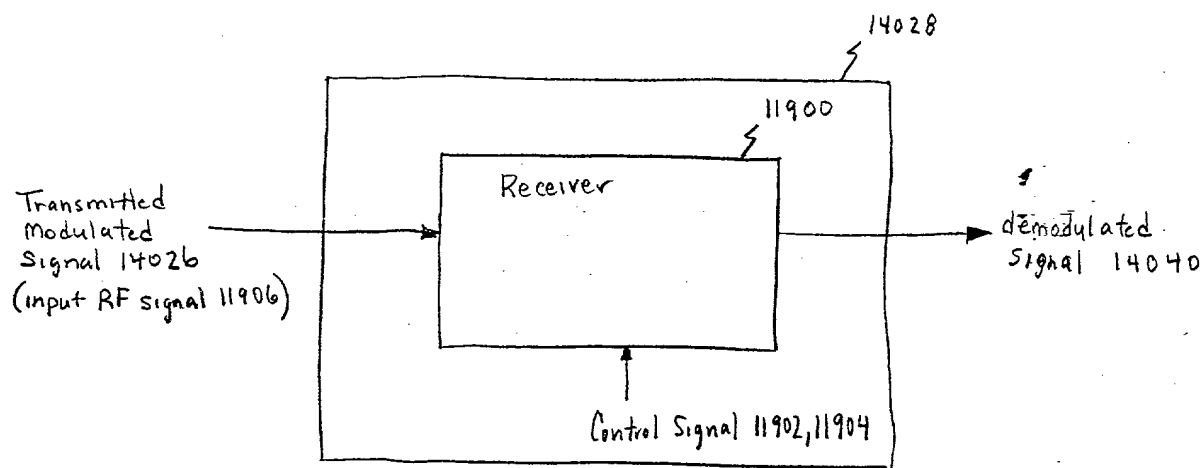 14028
11900
Receiver
Transmitted
Modulated
Signal 14026
(input RF signal 11906)
demodulated
signal 14040
Control Signal 11902, 11904